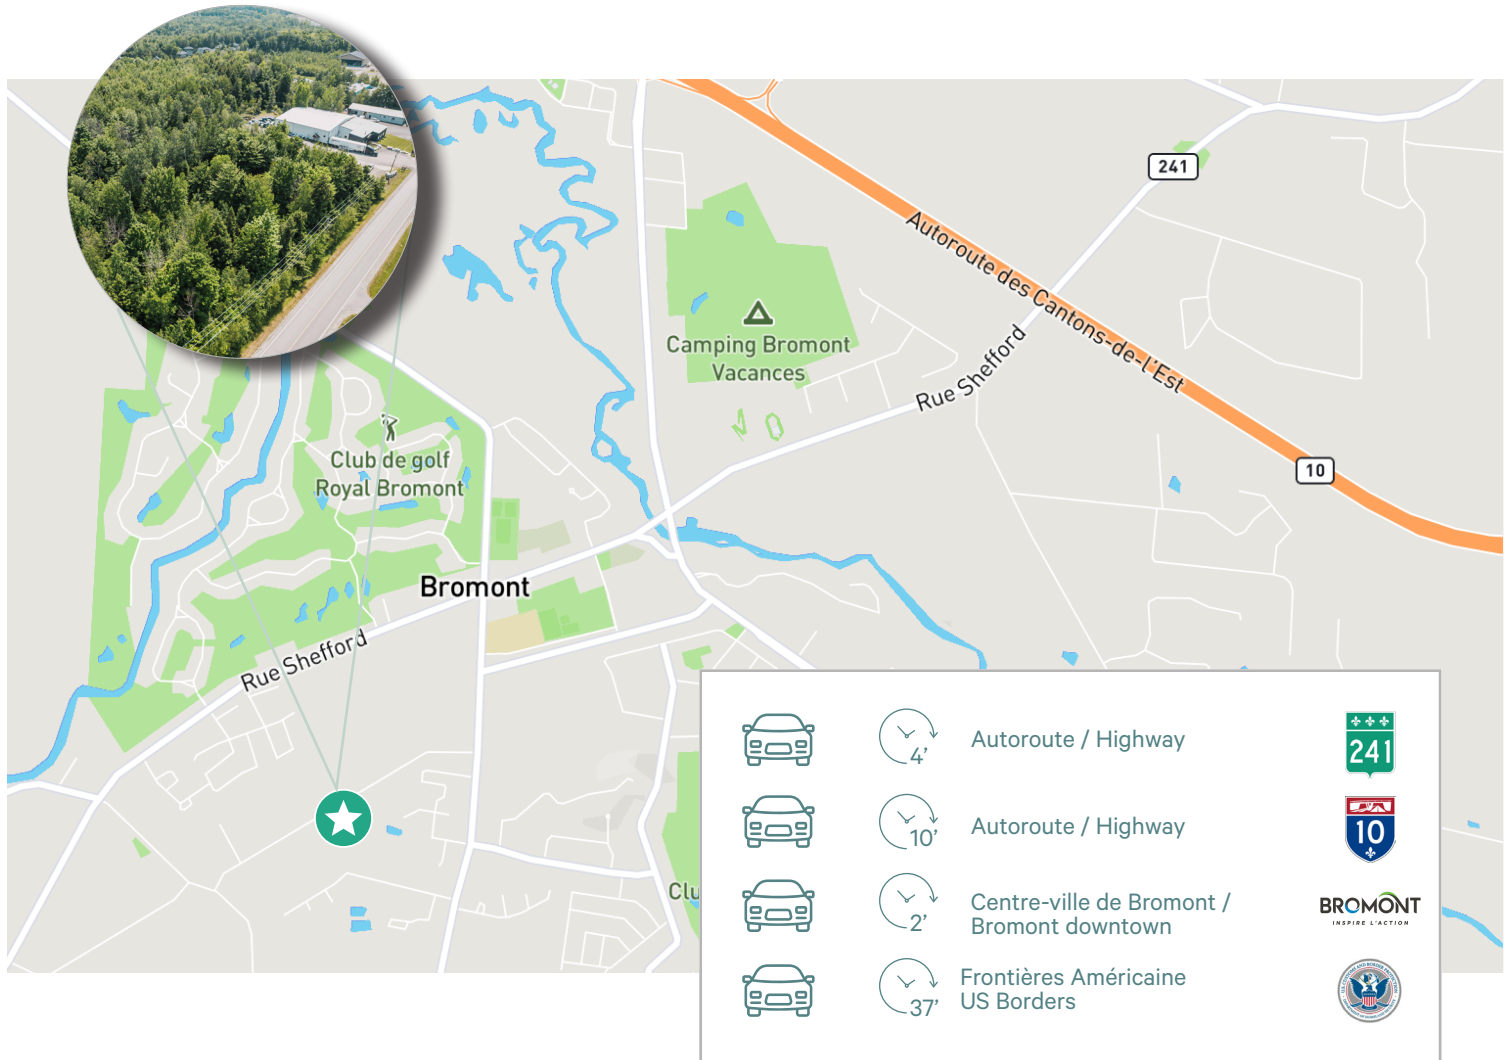 241
Autoroute des Cantons-de-l'Est
Camping Bromont
Vacances
Rue Shefford
Club de golf
Royal Bromont
10
Bromont
Rue Shefford
Clu
4'
Autoroute / Highway
241
10'
Autoroute / Highway
10
2'
Centre-ville de Bromont /
Bromont downtown
BROMONT
INSPIRE L'ACTION
37'
Frontières Américaine
US Borders